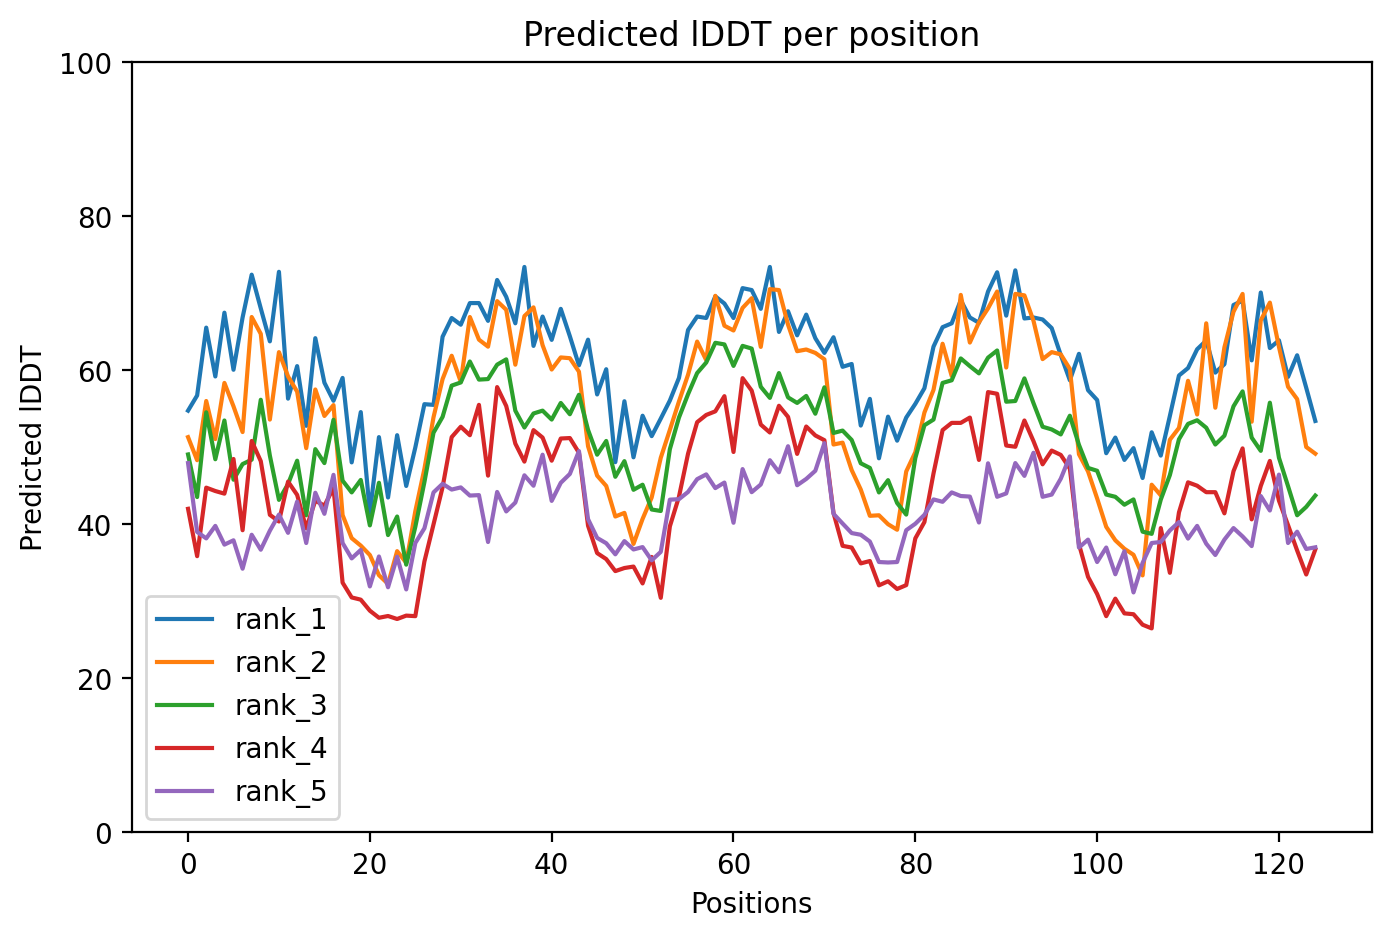 Predicted lDDT per position
100
80
60
40
20
0
Predicted lDDT
rank_1
rank_2
rank_3
rank_4
rank_5
0 20 40 60 80 100 120
Positions